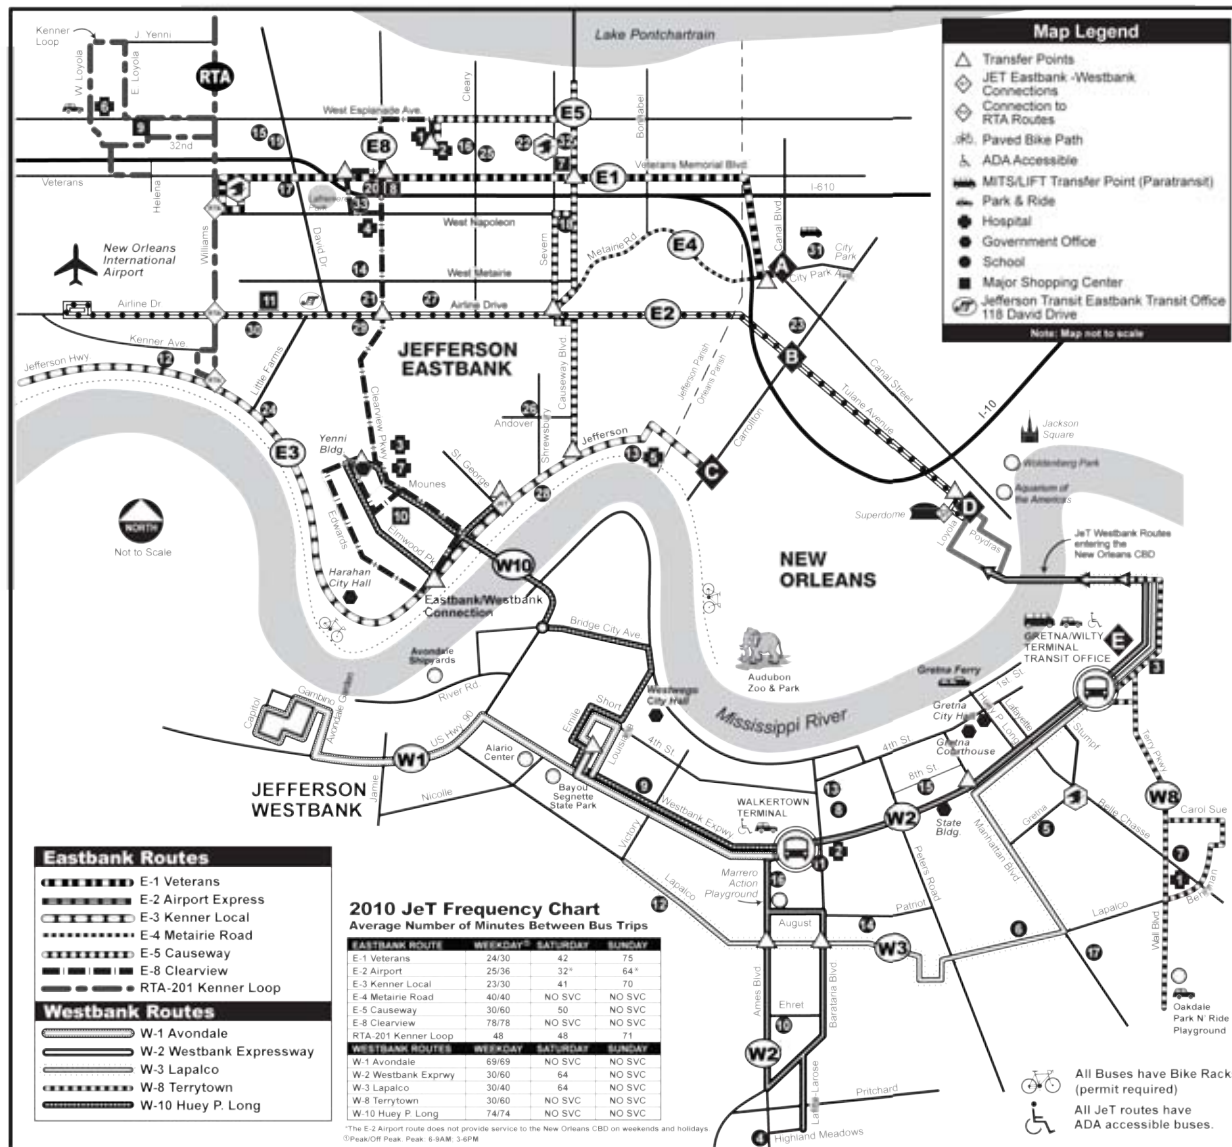 Kenner
Loop
J. Yenni
W. Loyola
E. Loyola
RTA
32nd
Lake Pontchartrain
Cleary
Bonnabel
West Esplanade Ave.
E5
E8
Veterans Memorial Blvd.
E1
I-610
Veterans
Helena
Williams
David Dr
West Napoleon
Severn
Metairie Rd
E4
Canal Blvd.
City
Park
City Park Ave
New Orleans
International
Airport
West Metairie
Airline Dr
Airline Drive
E2
Kenner Ave.
Jefferson Hwy.
Little Farms
JEFFERSON
EASTBANK
Clearview Pkwy
Causeway Blvd
Jefferson Parish
Orleans Parish
Tulane Avenue
Canal Street
Carrollton
I-10
Andover
Shrewsbury
Jefferson
A
B
C
D
E
E3
Yenni
Bldg.
Mounes
St. George
Edwards
Elmwood Pk
Harahan
City Hall
NORTH
Not to Scale
W10
Eastbank/Westbank
Connection
NEW
ORLEANS
Superdome
Loyola
Poydras
Jackson
Square
Woldenberg Park
Aquarium of
the Americas
JeT Westbank Routes
entering the
New Orleans CBD
Map Legend
Transfer Points
JET Eastbank -Westbank
Connections
Connection to
RTA Routes
Paved Bike Path
ADA Accessible
MITS/LIFT Transfer Point (Paratransit)
Park & Ride
Hospital
Government Office
School
Major Shopping Center
Jefferson Transit Eastbank Transit Office
118 David Drive
Note: Map not to scale
Bridge City Ave
Avondale
Shipyards
River Rd
Capitol
Gambino
Avondale Garden
US Hwy. 90
W1
Jamie
Nicolle
JEFFERSON
WESTBANK
Alario
Center
Bayou
Segnette
State Park
Emile
Short
Louisiana
Westwego
City Hall
4th St.
Westbank Expwy
Victory
Lapalco
Audubon
Zoo & Park
Mississippi River
GRETNA/WILTY
TERMINAL
TRANSIT OFFICE
Gretna Ferry
1st St.
Gretna
City Hall
Huey P. Long
Lafayette
Gretna
Courthouse
Stumpf
4th St.
8th St.
State
Bldg.
Terry Pkwy
W8
Carol Sue
Belle Chasse
Gretna
Manhattan Blvd
Peters Road
Lapalco
Wall Blvd
WALKERTOWN
TERMINAL
W2
Marrero
Action
Playground
August
Patriot
W3
Ames Blvd
Barataria Blvd
Ehret
W2
Pritchard
Highland Meadows
Oakdale
Park N' Ride
Playground
All Buses have Bike Rack
(permit required)
All JeT routes have
ADA accessible buses.
Eastbank Routes
E-1 Veterans
E-2 Airport Express
E-3 Kenner Local
E-4 Metairie Road
E-5 Causeway
E-8 Clearview
RTA-201 Kenner Loop
Westbank Routes
W-1 Avondale
W-2 Westbank Expressway
W-3 Lapalco
W-8 Terrytown
W-10 Huey P. Long
2010 JeT Frequency Chart
Average Number of Minutes Between Bus Trips
EASTBANK ROUTE WEEKDAY① SATURDAY SUNDAY
E-1 Veterans 24/30 42 75
E-2 Airport 25/36 32* 64*
E-3 Kenner Local 23/30 41 70
E-4 Metairie Road 40/40 NO SVC NO SVC
E-5 Causeway 30/60 50 NO SVC
E-8 Clearview 78/78 NO SVC NO SVC
RTA-201 Kenner Loop 48 48 71
WESTBANK ROUTES WEEKDAY SATURDAY SUNDAY
W-1 Avondale 69/69 NO SVC NO SVC
W-2 Westbank Exprwy 30/60 64 NO SVC
W-3 Lapalco 30/40 64 NO SVC
W-8 Terrytown 30/60 NO SVC NO SVC
W-10 Huey P. Long 74/74 NO SVC NO SVC
*The E-2 Airport route does not provide service to the New Orleans CBD on weekends and holidays.
①Peak/Off Peak. Peak: 6-9AM; 3-6PM